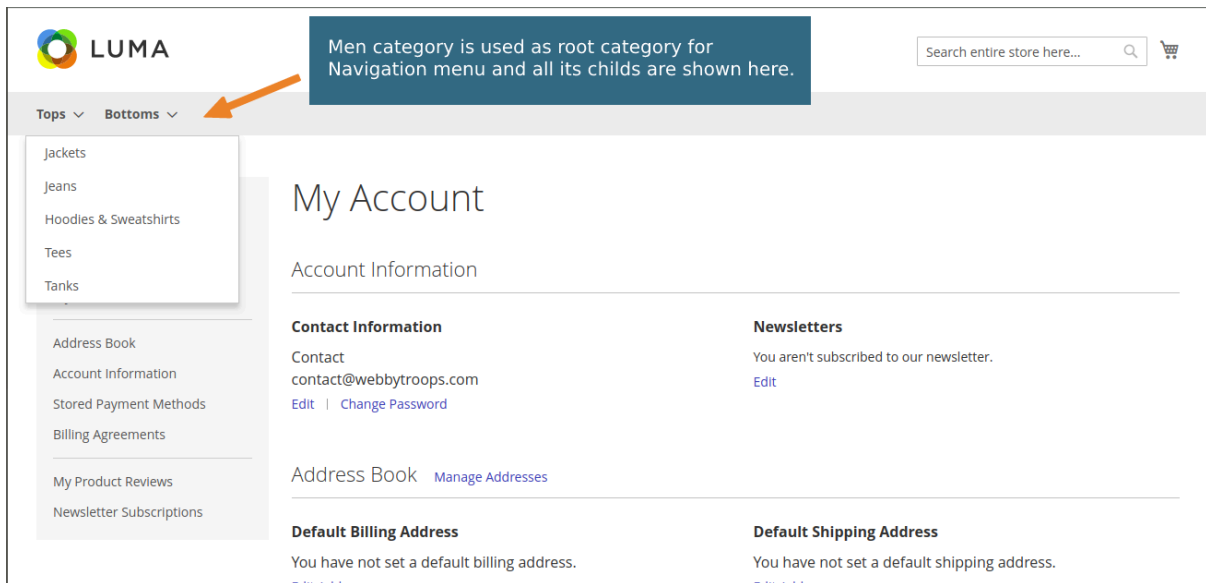 LUMA
Men category is used as root category for
Navigation menu and all its childs are shown here.
Search entire store here...
Tops
Bottoms
Jackets
Jeans
Hoodies & Sweatshirts
Tees
Tanks
Address Book
Account Information
Stored Payment Methods
Billing Agreements
My Product Reviews
Newsletter Subscriptions
My Account
Account Information
Contact Information
Contact
contact@webbytroops.com
Edit | Change Password
Newsletters
You aren't subscribed to our newsletter.
Edit
Address Book Manage Addresses
Default Billing Address
You have not set a default billing address.
Default Shipping Address
You have not set a default shipping address.